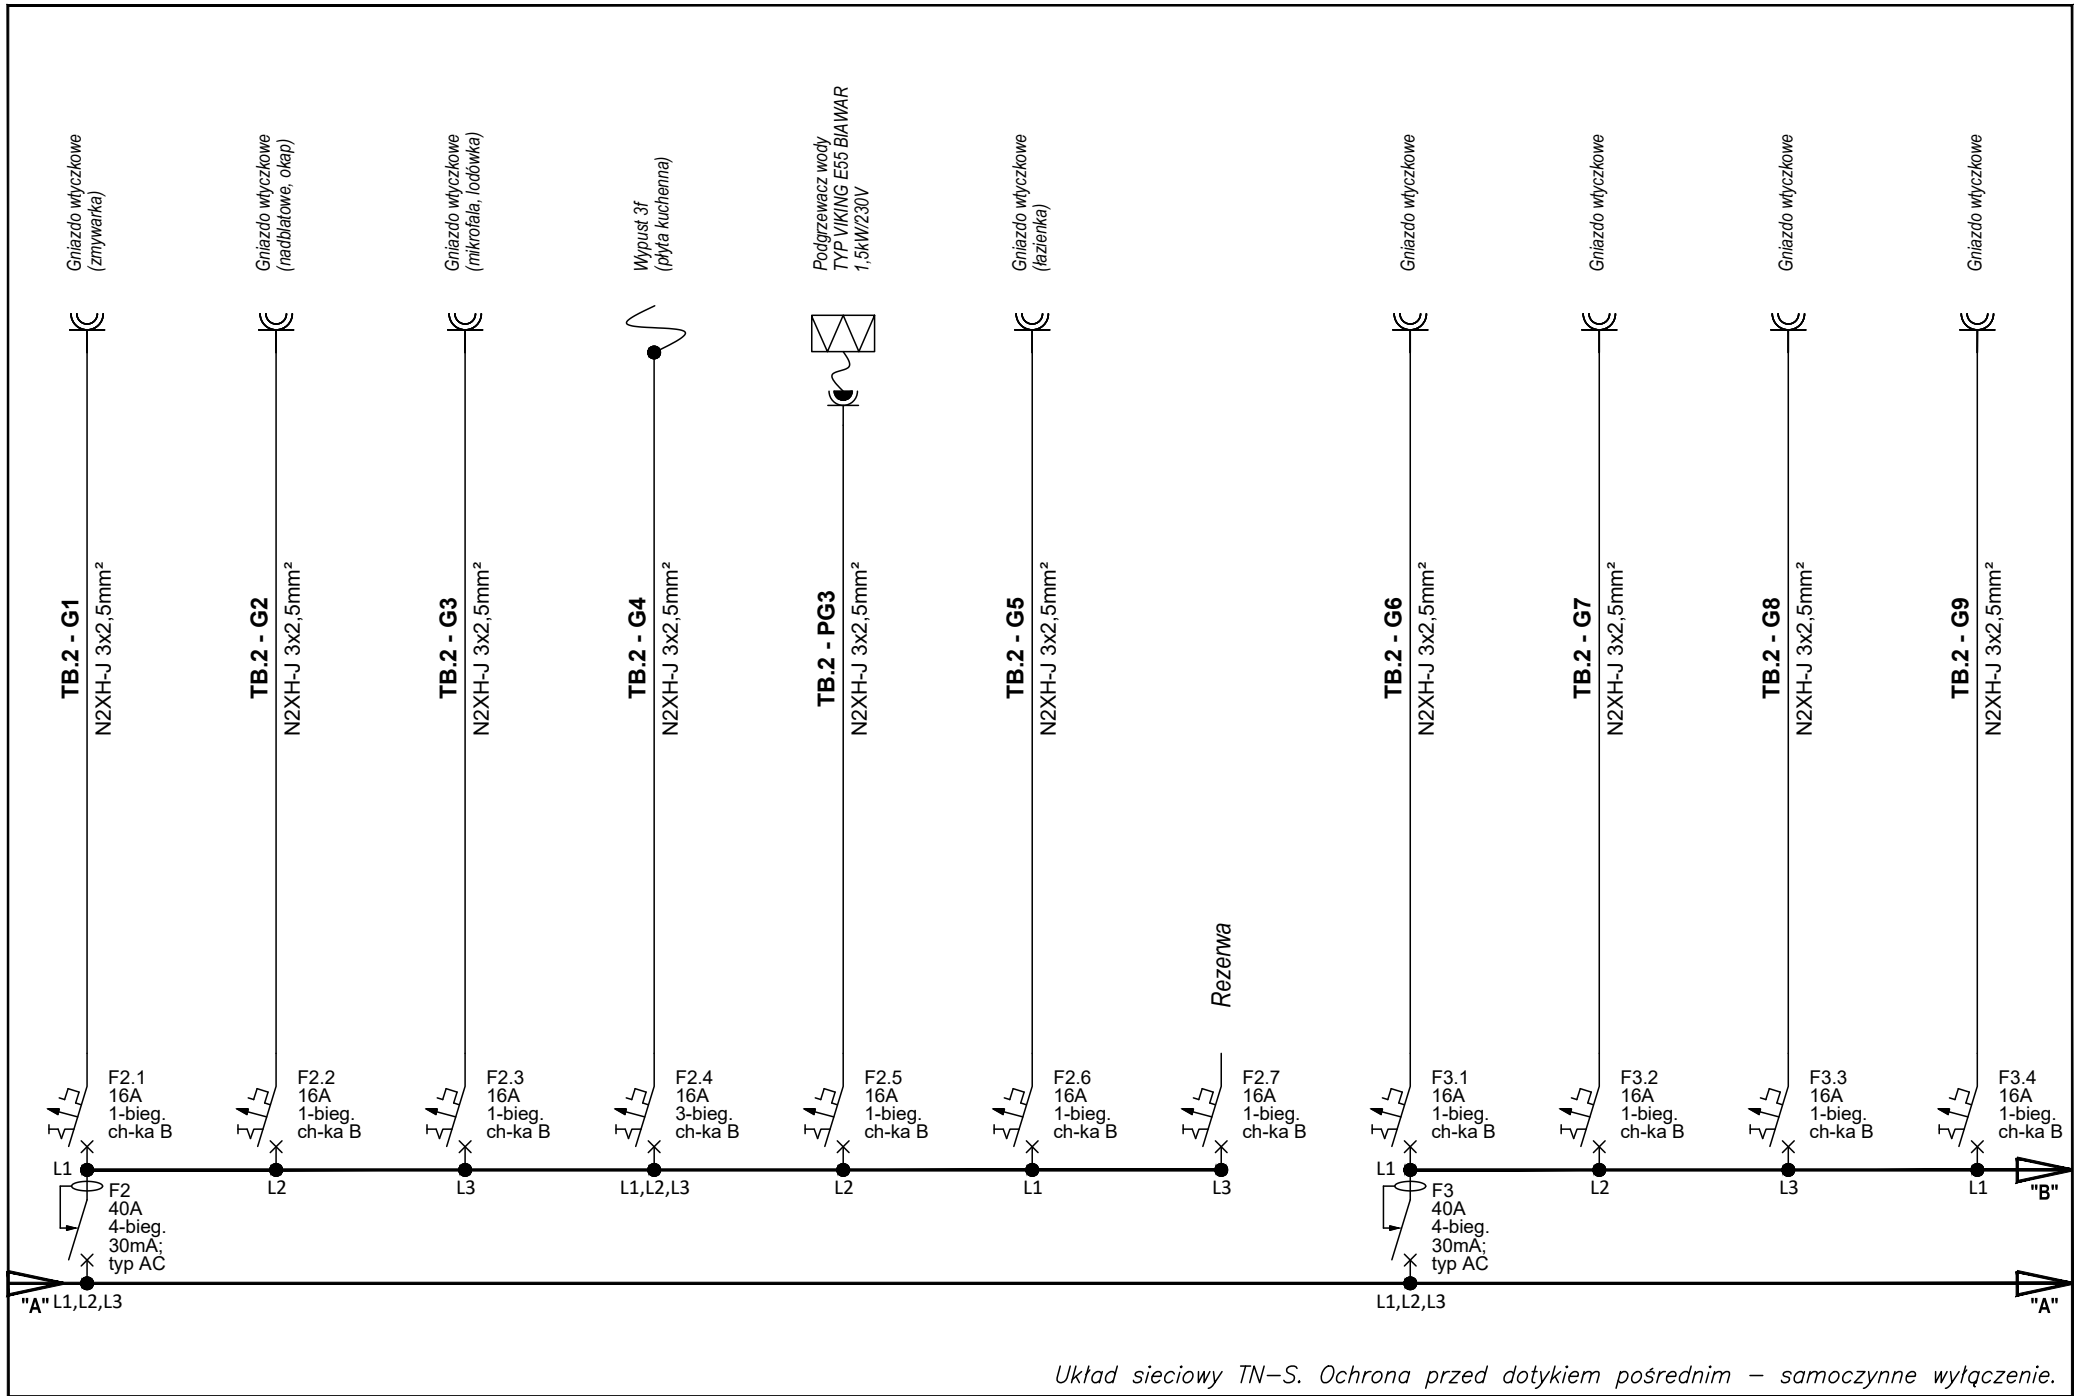 Gniazdo wtyczkowe
(zmywarka)
Gniazdo wtyczkowe
(nadblatowe, okap)
Gniazdo wtyczkowe
(mikrofala, lodówka)
Wypust 3f
(płyta kuchenna)
Podgrzewacz wody
TYP VIKING E55 BIAWAR
1,5kW/230V
Gniazdo wtyczkowe
(łazienka)
Gniazdo wtyczkowe
Gniazdo wtyczkowe
Gniazdo wtyczkowe
Gniazdo wtyczkowe
TB.2 - G1
N2XH-J 3x2,5mm²
TB.2 - G2
N2XH-J 3x2,5mm²
TB.2 - G3
N2XH-J 3x2,5mm²
TB.2 - G4
N2XH-J 3x2,5mm²
TB.2 - PG3
N2XH-J 3x2,5mm²
TB.2 - G5
N2XH-J 3x2,5mm²
TB.2 - G6
N2XH-J 3x2,5mm²
TB.2 - G7
N2XH-J 3x2,5mm²
TB.2 - G8
N2XH-J 3x2,5mm²
TB.2 - G9
N2XH-J 3x2,5mm²
Rezerwa
F2.1
16A
1-bieg.
ch-ka B
F2.2
16A
1-bieg.
ch-ka B
F2.3
16A
1-bieg.
ch-ka B
F2.4
16A
3-bieg.
ch-ka B
F2.5
16A
1-bieg.
ch-ka B
F2.6
16A
1-bieg.
ch-ka B
F2.7
16A
1-bieg.
ch-ka B
F3.1
16A
1-bieg.
ch-ka B
F3.2
16A
1-bieg.
ch-ka B
F3.3
16A
1-bieg.
ch-ka B
F3.4
16A
1-bieg.
ch-ka B
L1
L2
L3
L1,L2,L3
L2
L1
L3
L1
L2
L3
L1
"B"
F2
40A
4-bieg.
30mA;
typ AC
F3
40A
4-bieg.
30mA;
typ AC
"A"
L1,L2,L3
L1,L2,L3
"A"
Układ sieciowy TN-S. Ochrona przed dotykiem pośrednim – samoczynne wyłączenie.